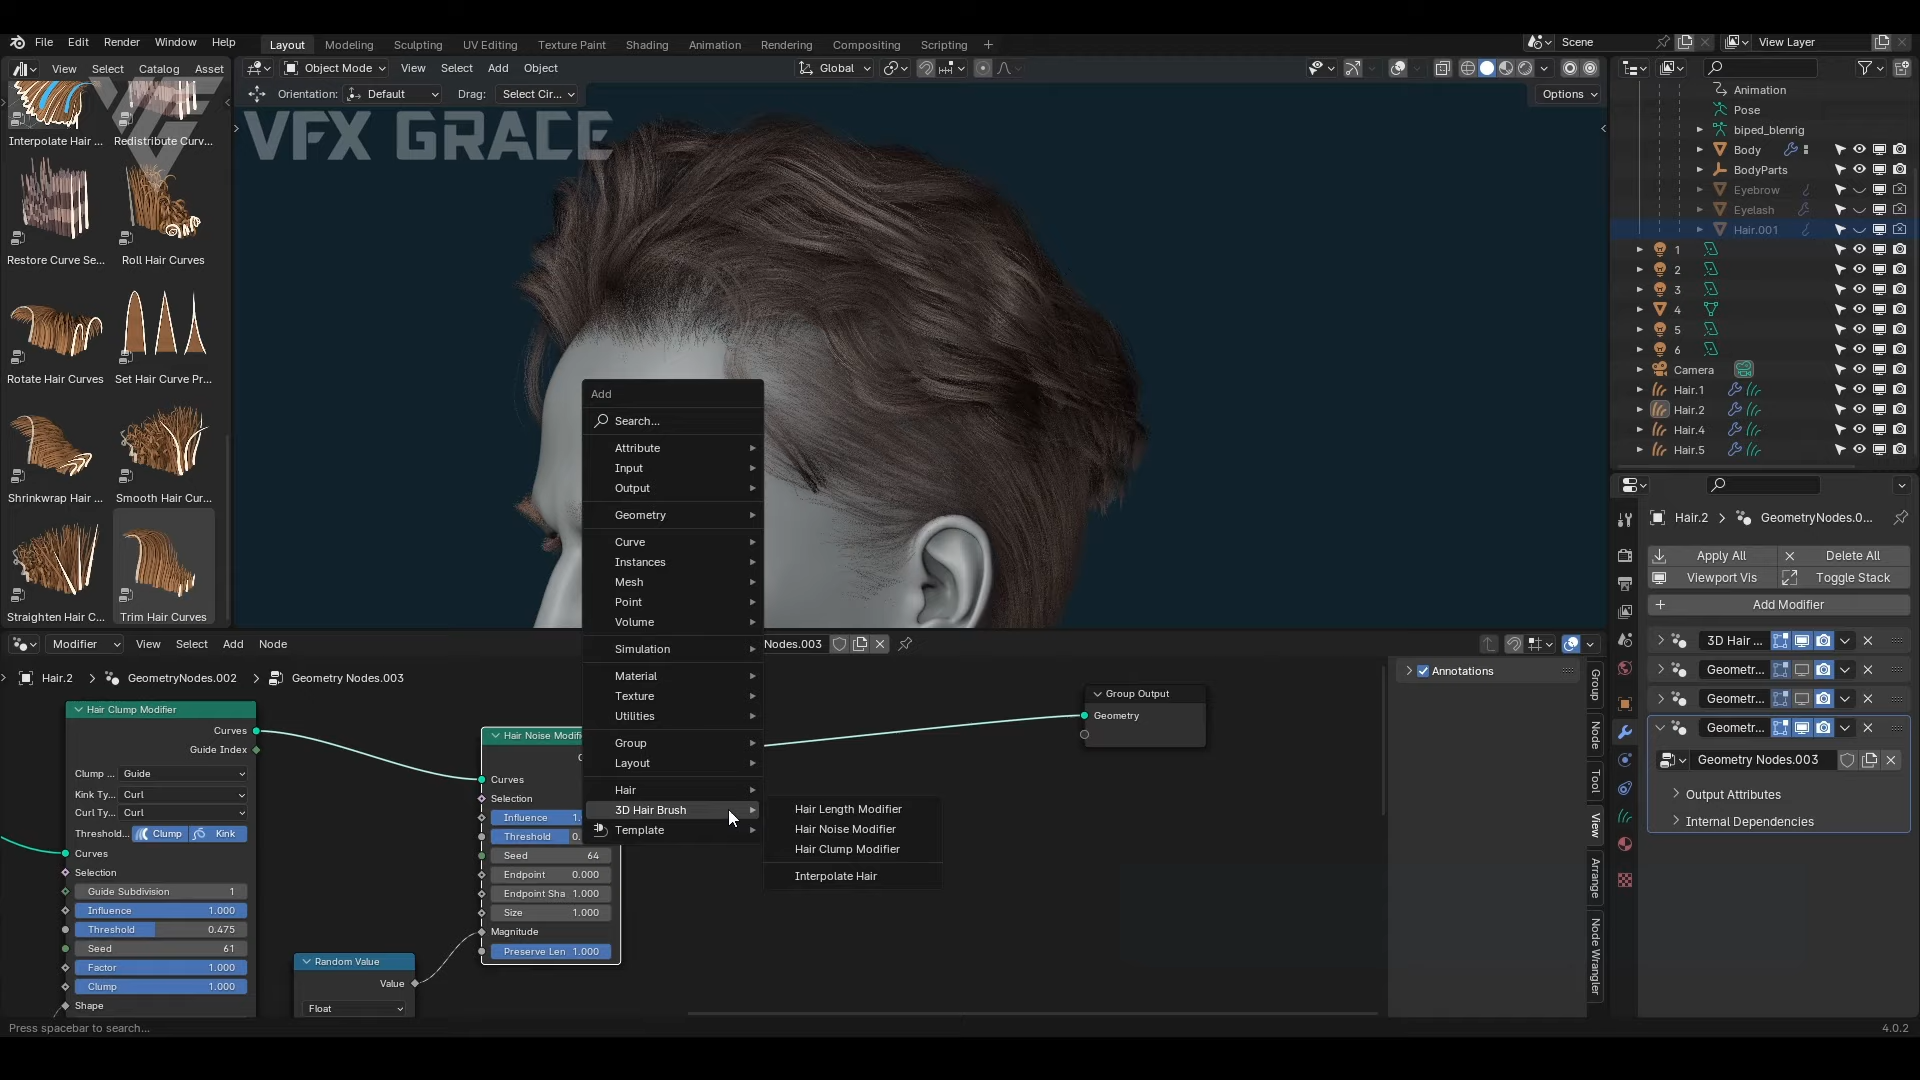 File Edit Render Window Help
Layout Modeling Sculpting UV Editing Texture Paint Shading Animation Rendering Compositing Scripting +
Scene
View Layer
View Select Catalog Asset
Object Mode View Select Add Object
Global
Orientation: Default Drag: Select Cir...
Options
VFX GRACE
Interpolate Hair ... Redistribute Curv...
Restore Curve Se... Roll Hair Curves
Rotate Hair Curves Set Hair Curve Pr...
Shrinkwrap Hair ... Smooth Hair Cur...
Straighten Hair C... Trim Hair Curves
Animation
Pose
biped_blenrig
Body
BodyParts
Eyebrow
Eyelash
Hair.001
1
2
3
4
5
6
Camera
Hair.1
Hair.2
Hair.4
Hair.5
Add
Search...
Attribute
Input
Output
Geometry
Curve
Instances
Mesh
Point
Volume
Simulation
Material
Texture
Utilities
Group
Layout
Hair
3D Hair Brush
Template
Hair Length Modifier
Hair Noise Modifier
Hair Clump Modifier
Interpolate Hair
Hair.2 GeometryNodes.0...
Apply All Delete All
Viewport Vis Toggle Stack
Add Modifier
3D Hair ...
Geometr...
Geometr...
Geometr...
Geometry Nodes.003
Output Attributes
Internal Dependencies
Modifier View Select Add Node
Nodes.003
Hair.2 GeometryNodes.002 Geometry Nodes.003
Hair Clump Modifier
Curves
Guide Index
Clump ... Guide
Kink Ty... Curl
Curl Ty... Curl
Threshold... Clump Kink
Curves
Selection
Guide Subdivision 1
Influence 1.000
Threshold 0.475
Seed 61
Factor 1.000
Clump 1.000
Shape
Random Value
Value
Float
Hair Noise Modifi
Curves
Selection
Influence 1.
Threshold 0.
Seed 64
Endpoint 0.000
Endpoint Sha 1.000
Size 1.000
Magnitude
Preserve Len 1.000
Group Output
Geometry
Annotations
Group
Node
Tool
View
Arrange
Node Wrangler
Press spacebar to search...
4.0.2